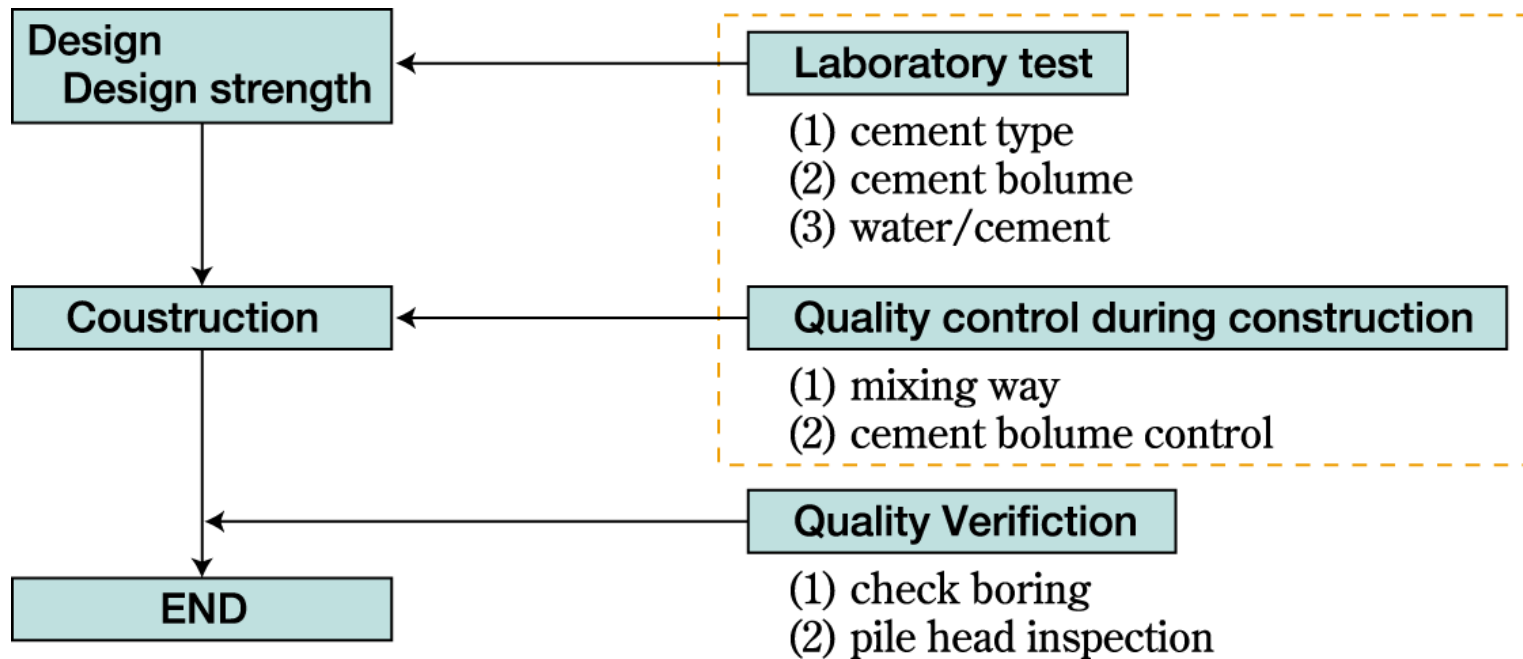 Design
Design strength
Laboratory test
(1) cement type
(2) cement bolume
(3) water/cement
Coustruction
Quality control during construction
(1) mixing way
(2) cement bolume control
Quality Verifiction
(1) check boring
(2) pile head inspection
END